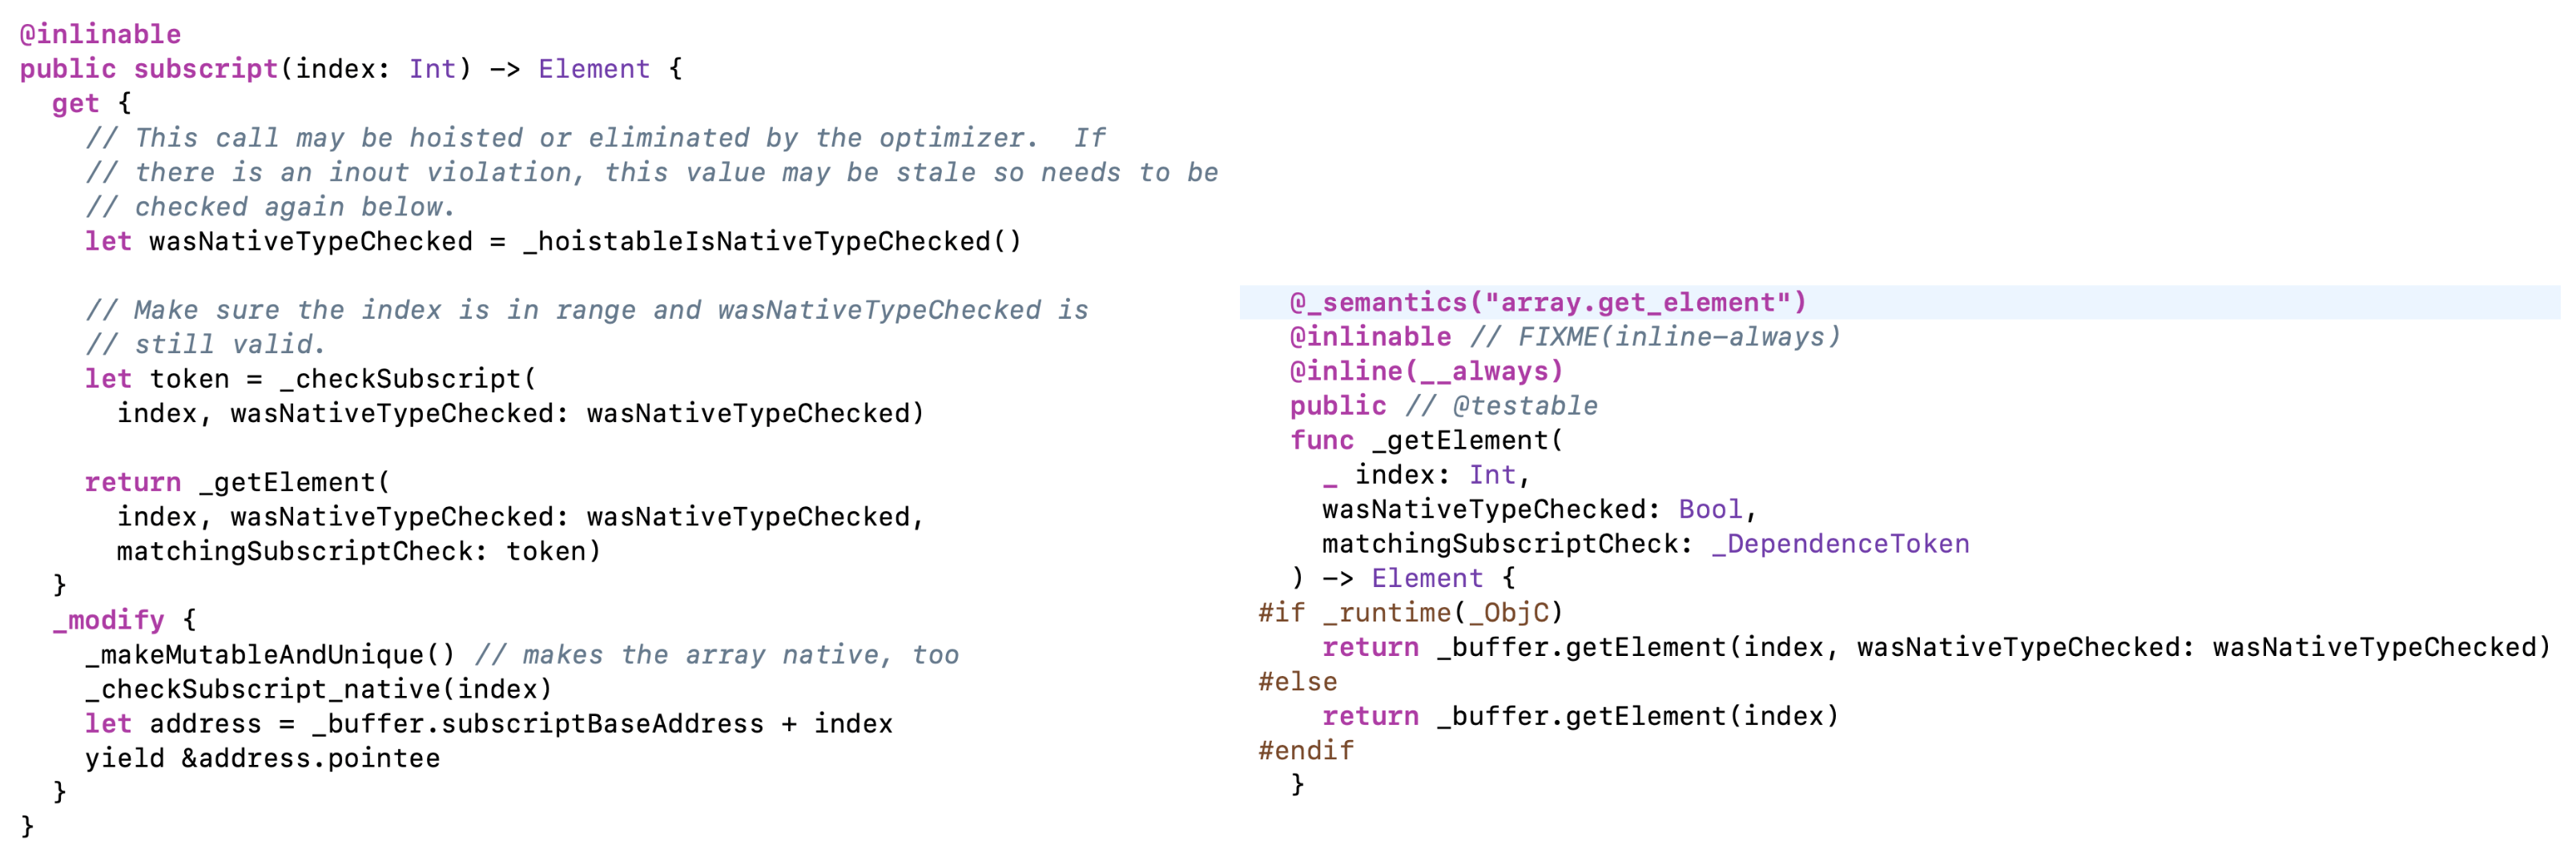 @inlinable
public subscript(index: Int) -> Element {
  get {
    // This call may be hoisted or eliminated by the optimizer.  If
    // there is an inout violation, this value may be stale so needs to be
    // checked again below.
    let wasNativeTypeChecked = _hoistableIsNativeTypeChecked()

    // Make sure the index is in range and wasNativeTypeChecked is
    // still valid.
    let token = _checkSubscript(
      index, wasNativeTypeChecked: wasNativeTypeChecked)

    return _getElement(
      index, wasNativeTypeChecked: wasNativeTypeChecked,
      matchingSubscriptCheck: token)
  }
  _modify {
    _makeMutableAndUnique() // makes the array native, too
    _checkSubscript_native(index)
    let address = _buffer.subscriptBaseAddress + index
    yield &address.pointee
  }
}
  @_semantics("array.get_element")
  @inlinable // FIXME(inline-always)
  @inline(__always)
  public // @testable
  func _getElement(
    _ index: Int,
    wasNativeTypeChecked: Bool,
    matchingSubscriptCheck: _DependenceToken
  ) -> Element {
#if _runtime(_ObjC)
    return _buffer.getElement(index, wasNativeTypeChecked: wasNativeTypeChecked)
#else
    return _buffer.getElement(index)
#endif
  }